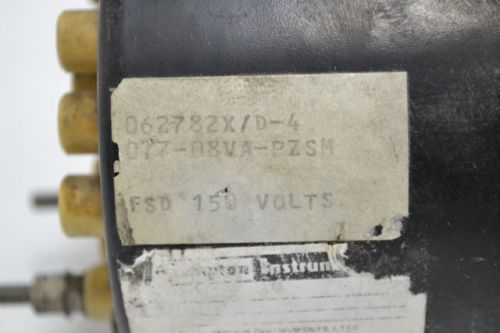 062782X/D-4
077-08VA-PZSM
FSD 150 VOLTS
Instrum